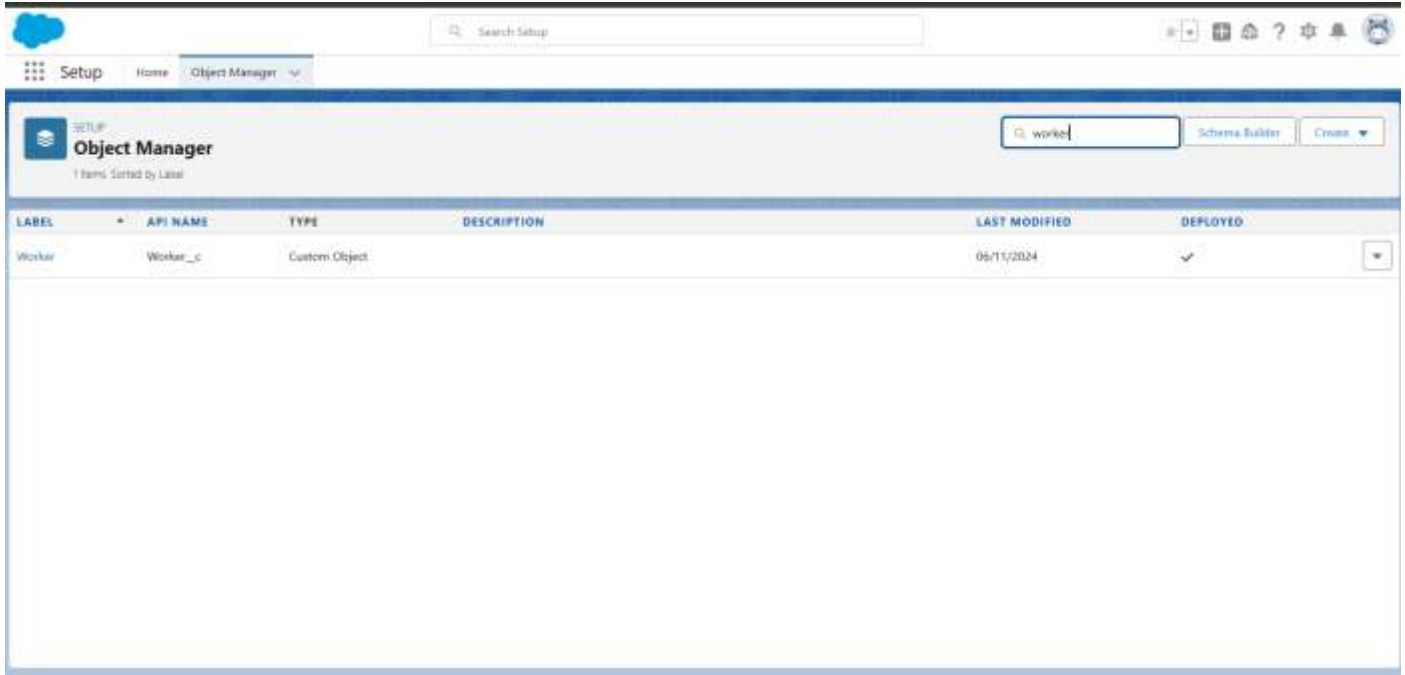 Search Setup
Setup Home Object Manager
SETUP
Object Manager
1 Items. Sorted by Label
worker
Schema Builder
Create
LABEL API NAME TYPE DESCRIPTION LAST MODIFIED DEPLOYED
Worker Worker__c Custom Object 06/11/2024